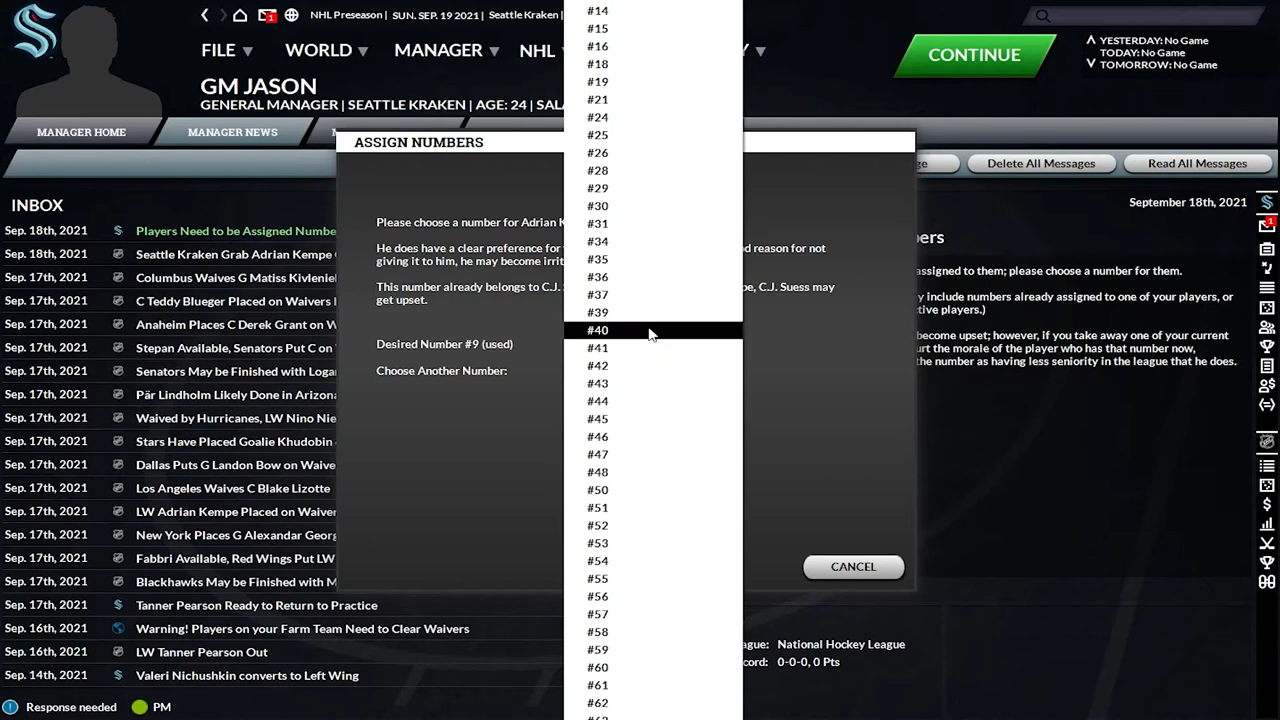 NHL Preseason | SUN. SEP. 19 2021 | Seattle Kraken |
FILE WORLD MANAGER NHL
CONTINUE
YESTERDAY: No Game
TODAY: No Game
TOMORROW: No Game
GM JASON
GENERAL MANAGER | SEATTLE KRAKEN | AGE: 24 |
MANAGER HOME
MANAGER NEWS
Delete All Messages
Read All Messages
INBOX
September 18th, 2021
Sep. 18th, 2021 Players Need to be Assigned Numbe
Sep. 18th, 2021 Seattle Kraken Grab Adrian Kempe
Sep. 17th, 2021 Columbus Waives G Matiss Kivlenie
Sep. 17th, 2021 C Teddy Blueger Placed on Waivers
Sep. 17th, 2021 Anaheim Places C Derek Grant on W
Sep. 17th, 2021 Stepan Available, Senators Put C on
Sep. 17th, 2021 Senators May be Finished with Logan
Sep. 17th, 2021 Pär Lindholm Likely Done in Arizona
Sep. 17th, 2021 Waived by Hurricanes, LW Nino Nie
Sep. 17th, 2021 Stars Have Placed Goalie Khudobin
Sep. 17th, 2021 Dallas Puts G Landon Bow on Waive
Sep. 17th, 2021 Los Angeles Waives C Blake Lizotte
Sep. 17th, 2021 LW Adrian Kempe Placed on Waiver
Sep. 17th, 2021 New York Places G Alexandar Georg
Sep. 17th, 2021 Fabbri Available, Red Wings Put LW
Sep. 17th, 2021 Blackhawks May be Finished with M
Sep. 17th, 2021 Tanner Pearson Ready to Return to Practice
Sep. 16th, 2021 Warning! Players on your Farm Team Need to Clear Waivers
Sep. 16th, 2021 LW Tanner Pearson Out
Sep. 14th, 2021 Valeri Nichushkin converts to Left Wing
Response needed PM
ASSIGN NUMBERS
Please choose a number for Adrian K
He does have a clear preference for
d reason for not
giving it to him, he may become irrit
This number already belongs to C.J.
pe, C.J. Suess may
get upset.
Desired Number #9 (used)
Choose Another Number:
CANCEL
#14
#15
#16
#18
#19
#21
#24
#25
#26
#28
#29
#30
#31
#34
#35
#36
#37
#39
#40
#41
#42
#43
#44
#45
#46
#47
#48
#50
#51
#52
#53
#54
#55
#56
#57
#58
#59
#60
#61
#62
bers
assigned to them; please choose a number for them.
y include numbers already assigned to one of your players, or
ctive players.)
become upset; however, if you take away one of your current
urt the morale of the player who has that number now,
the number as having less seniority in the league that he does.
ague: National Hockey League
cord: 0-0-0, 0 Pts